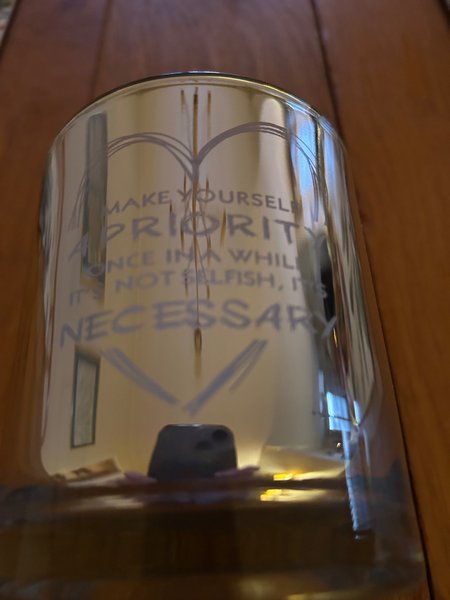 MAKE YOURSELF
A PRIORITY
ONCE IN A WHILE
IT'S NOT SELFISH, IT'S
NECESSARY